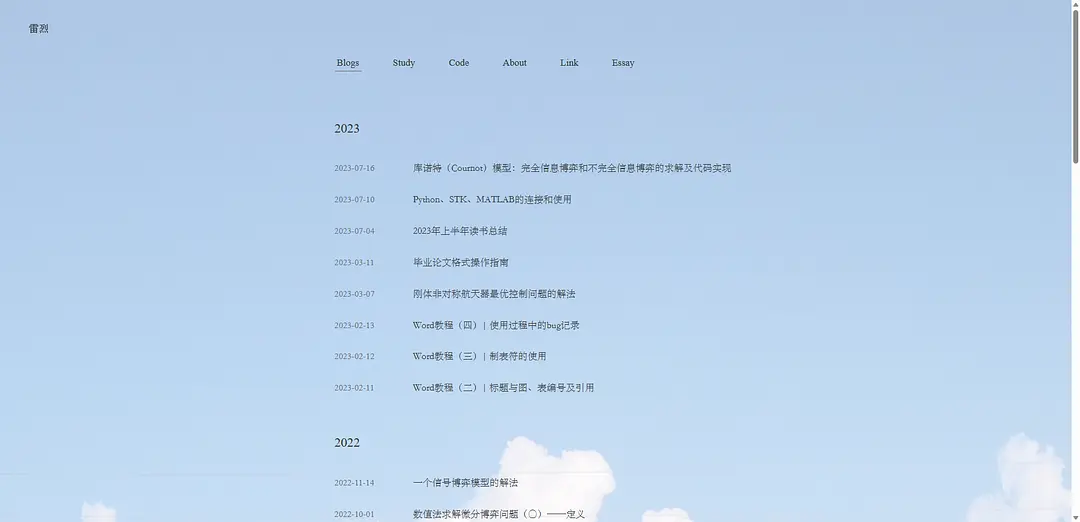 雷烈
Blogs Study Code About Link Essay
2023
2023-07-16 库诺特（Cournot）模型：完全信息博弈和不完全信息博弈的求解及代码实现
2023-07-10 Python、STK、MATLAB的连接和使用
2023-07-04 2023年上半年读书总结
2023-03-11 毕业论文格式操作指南
2023-03-07 刚体非对称航天器最优控制问题的解法
2023-02-13 Word教程（四）| 使用过程中的bug记录
2023-02-12 Word教程（三）| 制表符的使用
2023-02-11 Word教程（二）| 标题与图、表编号及引用
2022
2022-11-14 一个信号博弈模型的解法
2022-10-01 数值法求解微分博弈问题（〇）——定义